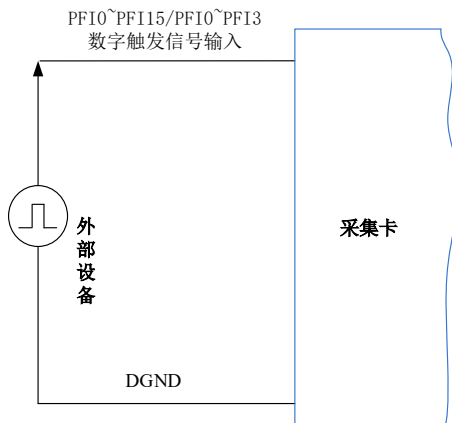 PFI0~PFI15/PFI0~PFI3
数字触发信号输入
外
部
设
备
采集卡
DGND